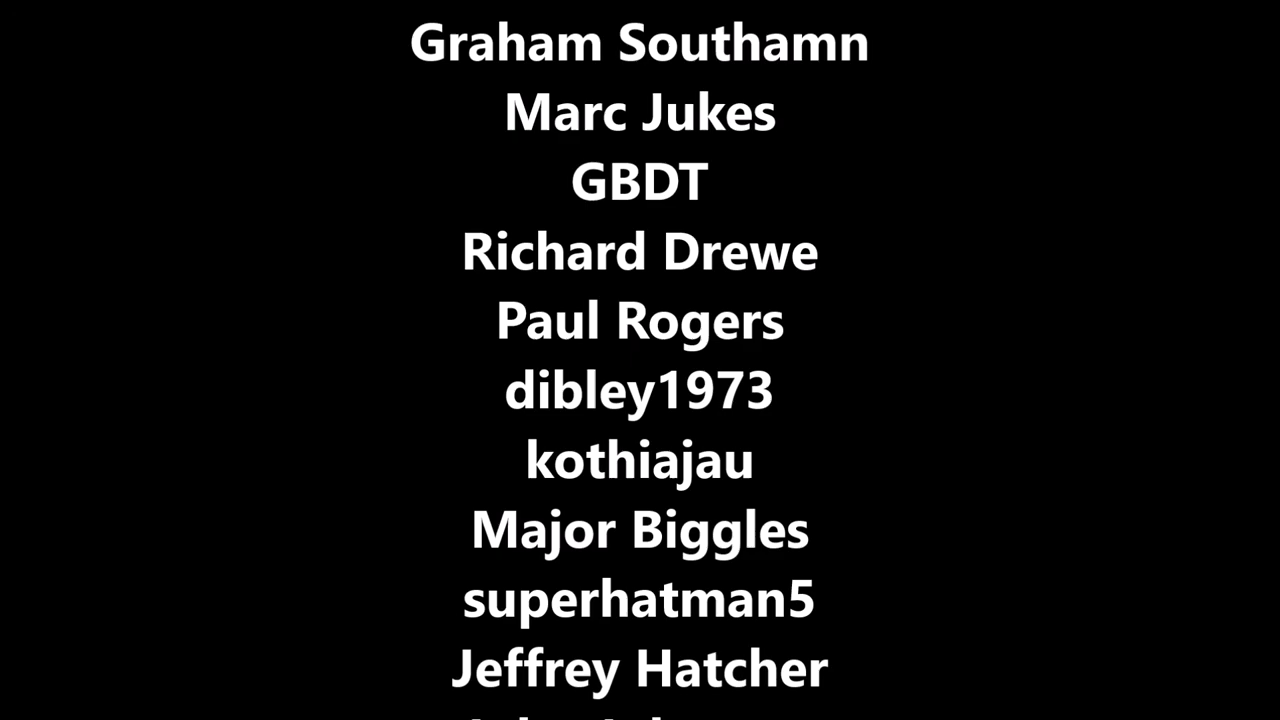 Graham Southamn
Marc Jukes
GBDT
Richard Drewe
Paul Rogers
dibley1973
kothiajau
Major Biggles
superhatman5
Jeffrey Hatcher